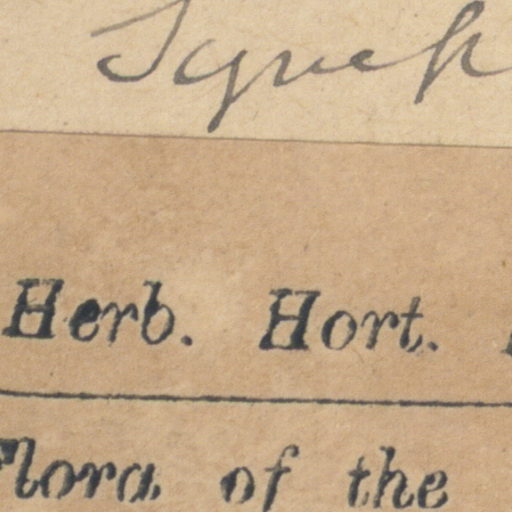 Herb. Hort.
Flora of the